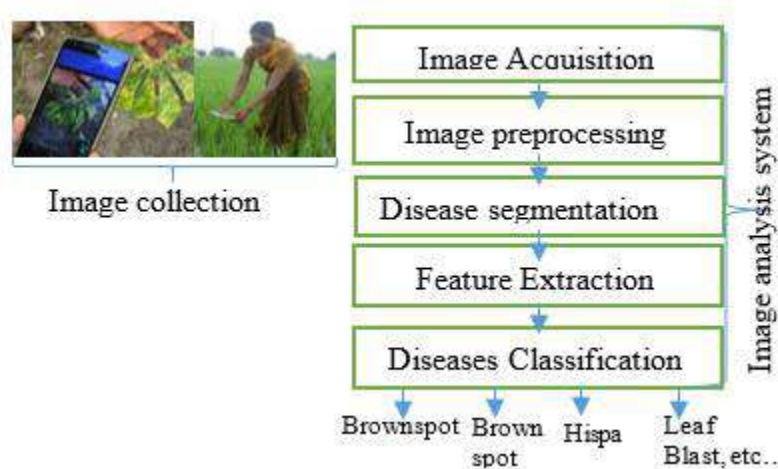 Image Acquisition
Image preprocessing
Image collection
Disease segmentation
Feature Extraction
Diseases Classification
Image analysis system
Brownspot
Brown
spot
Hispa
Leaf
Blast, etc..